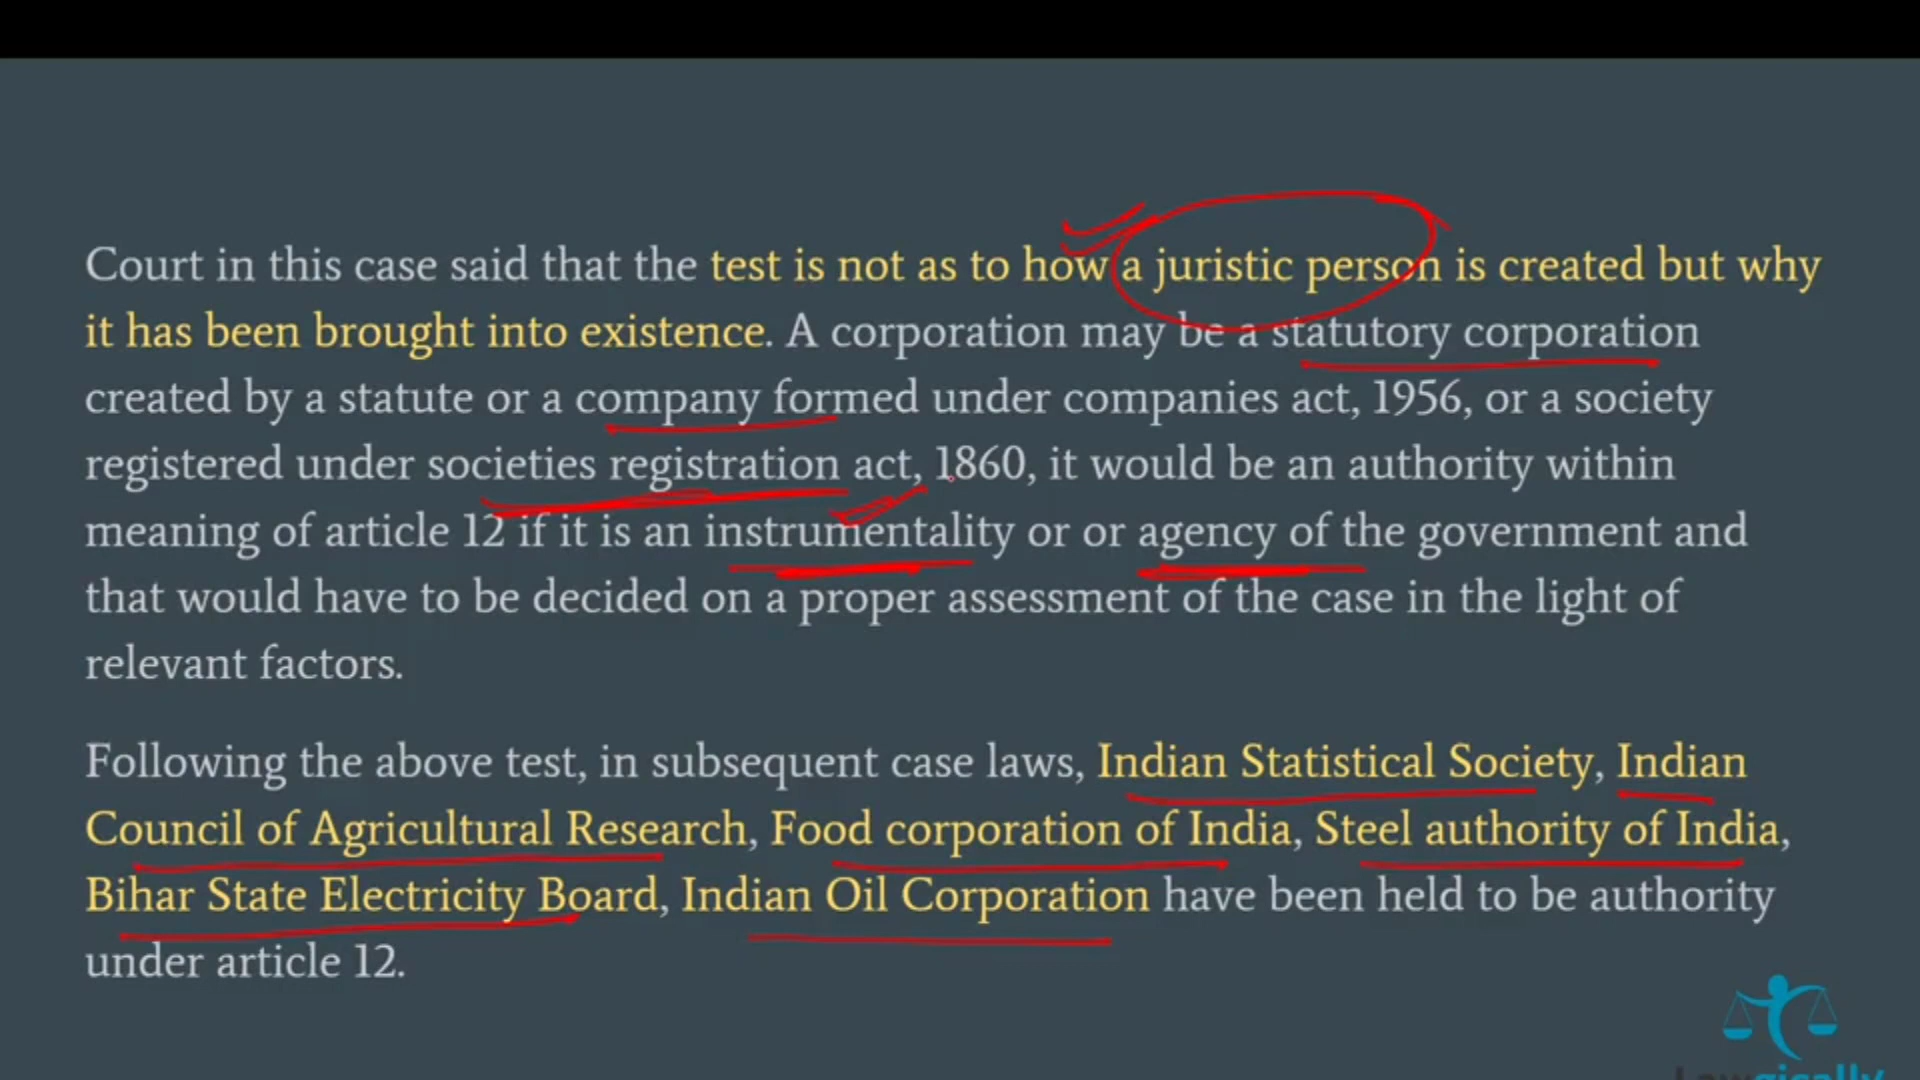 Court in this case said that the test is not as to how a juristic person is created but why
it has been brought into existence. A corporation may be a statutory corporation
created by a statute or a company formed under companies act, 1956, or a society
registered under societies registration act, 1860, it would be an authority within
meaning of article 12 if it is an instrumentality or or agency of the government and
that would have to be decided on a proper assessment of the case in the light of
relevant factors.
Following the above test, in subsequent case laws, Indian Statistical Society, Indian
Council of Agricultural Research, Food corporation of India, Steel authority of India,
Bihar State Electricity Board, Indian Oil Corporation have been held to be authority
under article 12.
Lawgically